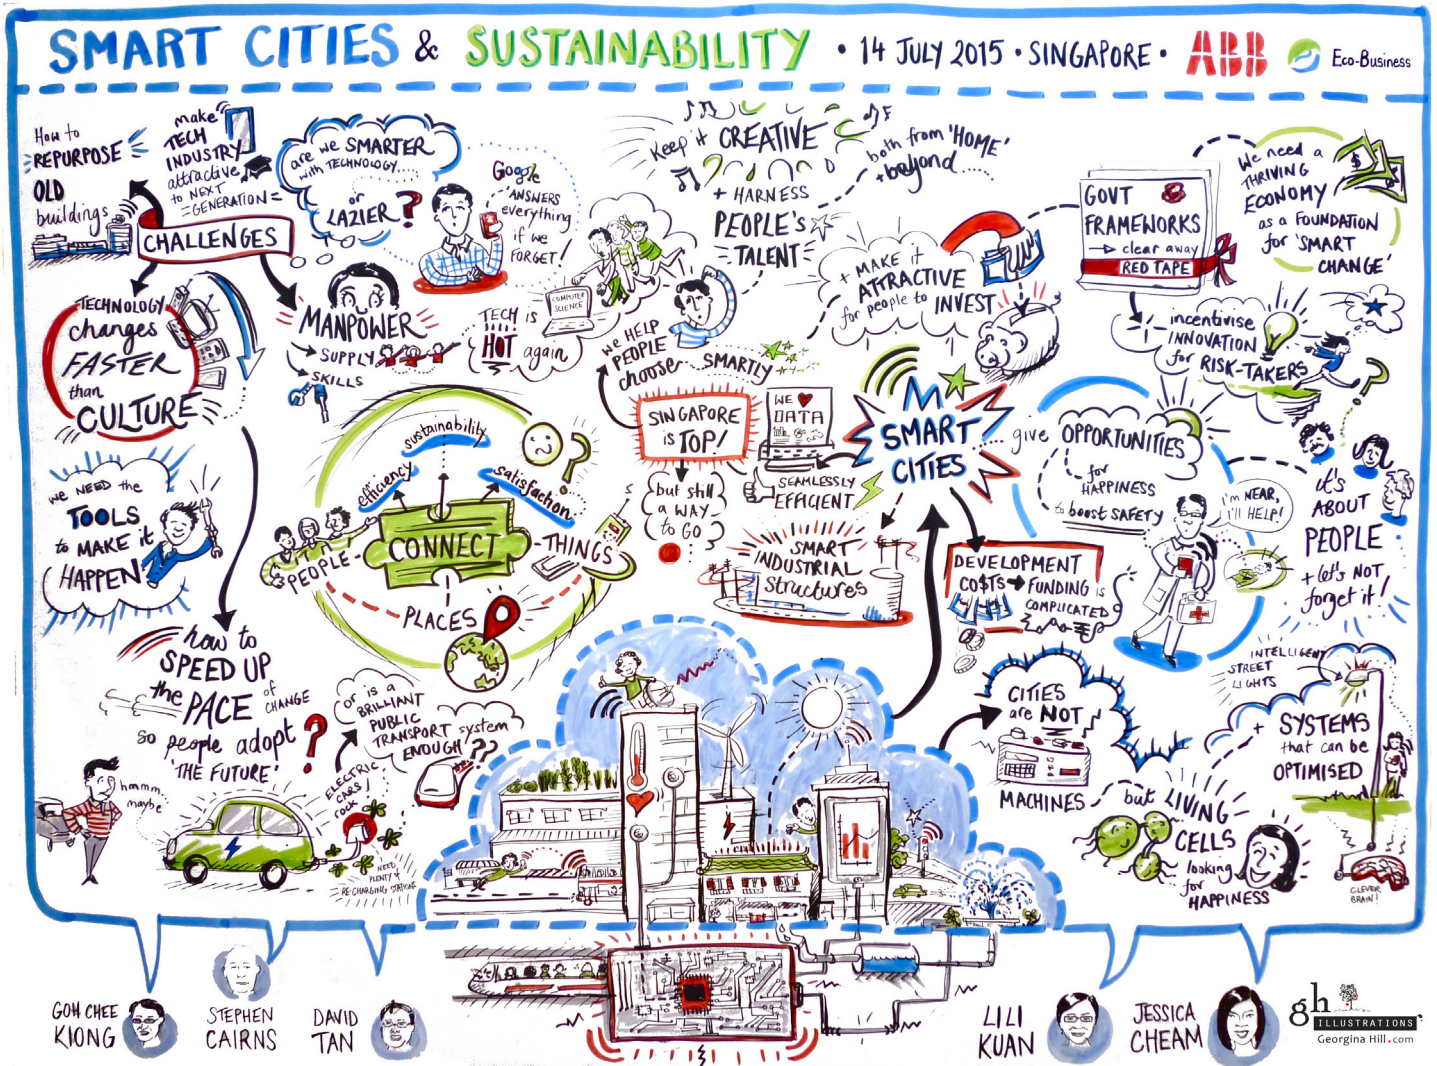 SMART CITIES & SUSTAINABILITY • 14 JULY 2015 • SINGAPORE • ABB Eco-Business
How to
REPURPOSE
OLD
buildings
make
TECH
INDUSTRY
attractive
to NEXT
= GENERATION =
CHALLENGES
are we SMARTER
with TECHNOLOGY...
or
LAZIER?
Google
ANSWERS
everything
if we
FORGET!
TECHNOLOGY
changes
FASTER
than
CULTURE
MANPOWER
SUPPLY
SKILLS
TECH is
HOT again
COMPUTER
SCIENCE
Keep it CREATIVE
+ HARNESS
PEOPLE'S
TALENT
both from 'HOME'
+ beyond...
we HELP
PEOPLE
choose... SMARTLY
SINGAPORE
is TOP!
but still
a WAY
to GO
+ MAKE it
ATTRACTIVE
for people to INVEST
GOVT
FRAMEWORKS
clear away
RED TAPE
We need a
THRIVING
ECONOMY
as a FOUNDATION
for 'SMART
CHANGE'
incentivise
INNOVATION
for RISK-TAKERS
WE ♥
DATA
SEAMLESSLY
EFFICIENT
SMART
CITIES
give OPPORTUNITIES
for
HAPPINESS
to boost SAFETY
I'm NEAR,
I'll HELP!
it's
ABOUT
PEOPLE
+ let's NOT
forget it!
we NEED the
TOOLS
to MAKE it
HAPPEN
efficiency
sustainability
satisfaction
?
PEOPLE
CONNECT
THINGS
PLACES
SMART
INDUSTRIAL
structures
DEVELOPMENT
CO$TS → FUNDING is
COMPLICATED
how to
SPEED UP
the PACE of
CHANGE
so people adopt
'THE FUTURE'
?
hmmm
maybe
or is a
BRILLIANT
PUBLIC
TRANSPORT system
ENOUGH??
ELECTRIC
CARS
rock!
NEED
PLENTY of
RE-CHARGING STATIONS
CITIES
are NOT
MACHINES
but LIVING
CELLS
looking
for
HAPPINESS
INTELLIGENT
STREET
LIGHTS
+ SYSTEMS
that can be
OPTIMISED
CLEVER
BRAIN!
GOH CHEE
KIONG
STEPHEN
CAIRNS
DAVID
TAN
LILI
KUAN
JESSICA
CHEAM
gh
ILLUSTRATIONS
Georgina Hill.com